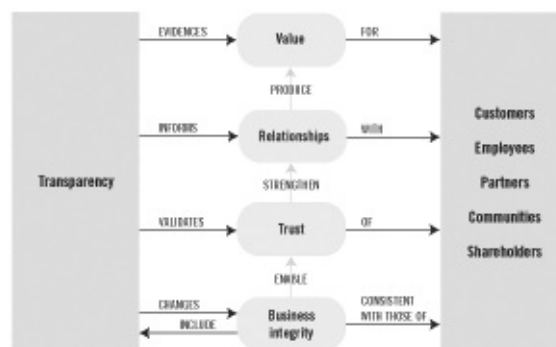 EVIDENCES
Value
FOR
PRODUCE
INFORMS
Relationships
WITH
STRENGTHEN
Transparency
VALIDATES
Trust
OF
ENABLE
CHANGES
INCLUDE
Business
integrity
CONSISTENT
WITH THOSE OF
Customers
Employees
Partners
Communities
Shareholders